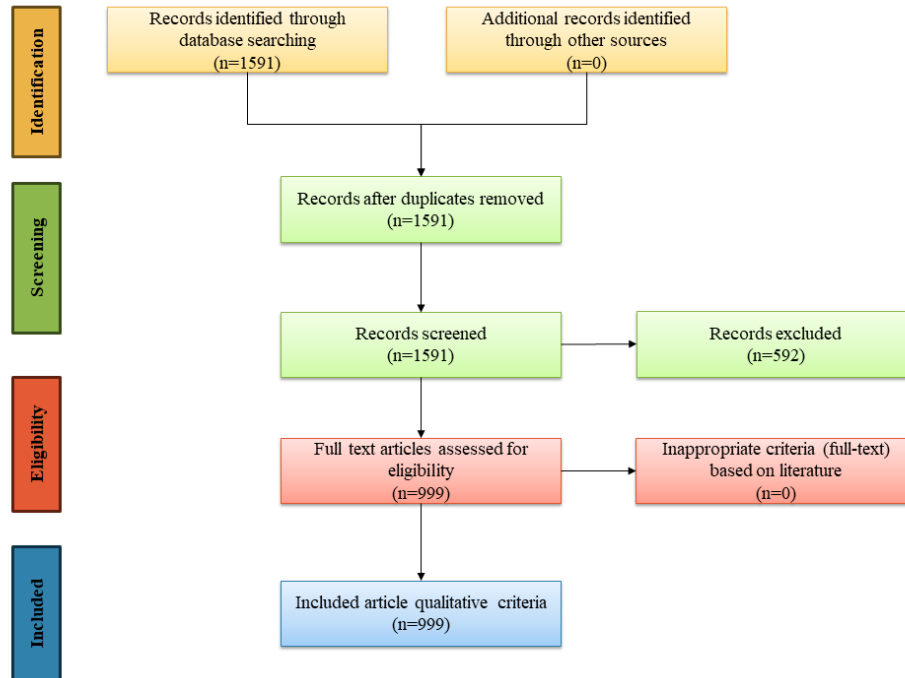 Identification
Records identified through
database searching
(n=1591)
Additional records identified
through other sources
(n=0)
Screening
Records after duplicates removed
(n=1591)
Records screened
(n=1591)
Records excluded
(n=592)
Eligibility
Full text articles assessed for
eligibility
(n=999)
Inappropriate criteria (full-text)
based on literature
(n=0)
Included
Included article qualitative criteria
(n=999)